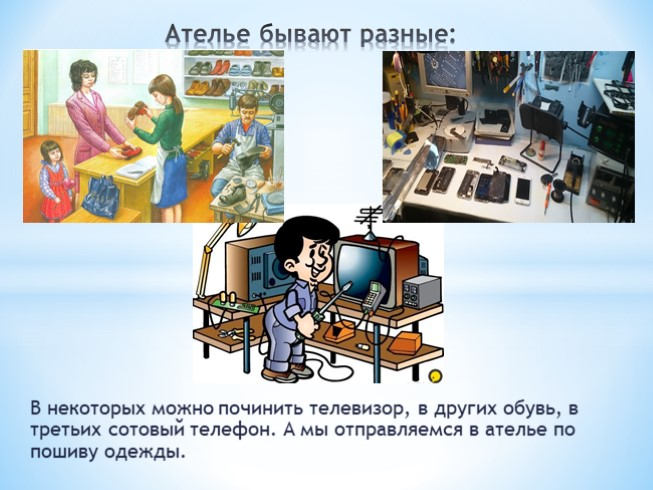 Ателье бывают разные:
В некоторых можно починить телевизор, в других обувь, в
третьих сотовый телефон. А мы отправляемся в ателье по
пошиву одежды.